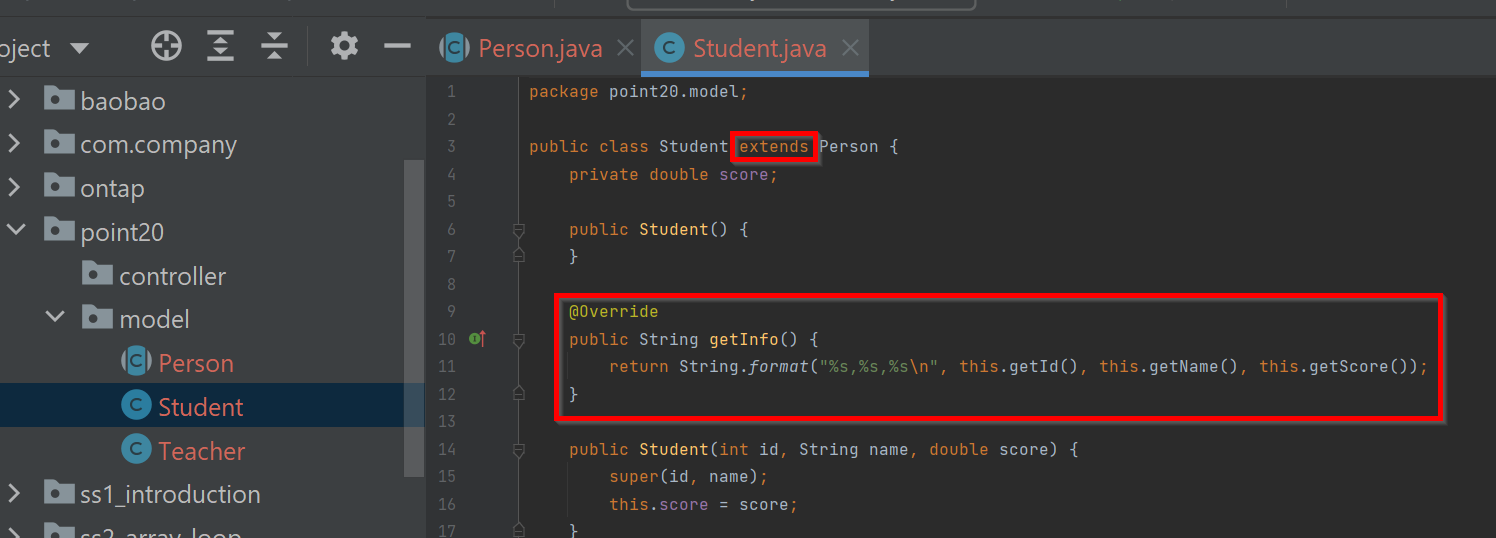 oject
Person.java
Student.java
baobao
com.company
ontap
point20
controller
model
Person
Student
Teacher
ss1_introduction
ss2_array_loop
1 package point20.model;
2
3 public class Student extends Person {
4 private double score;
5
6 public Student() {
7 }
8
9 @Override
10 public String getInfo() {
11 return String.format("%s,%s,%s\n", this.getId(), this.getName(), this.getScore());
12 }
13
14 public Student(int id, String name, double score) {
15 super(id, name);
16 this.score = score;
17 }